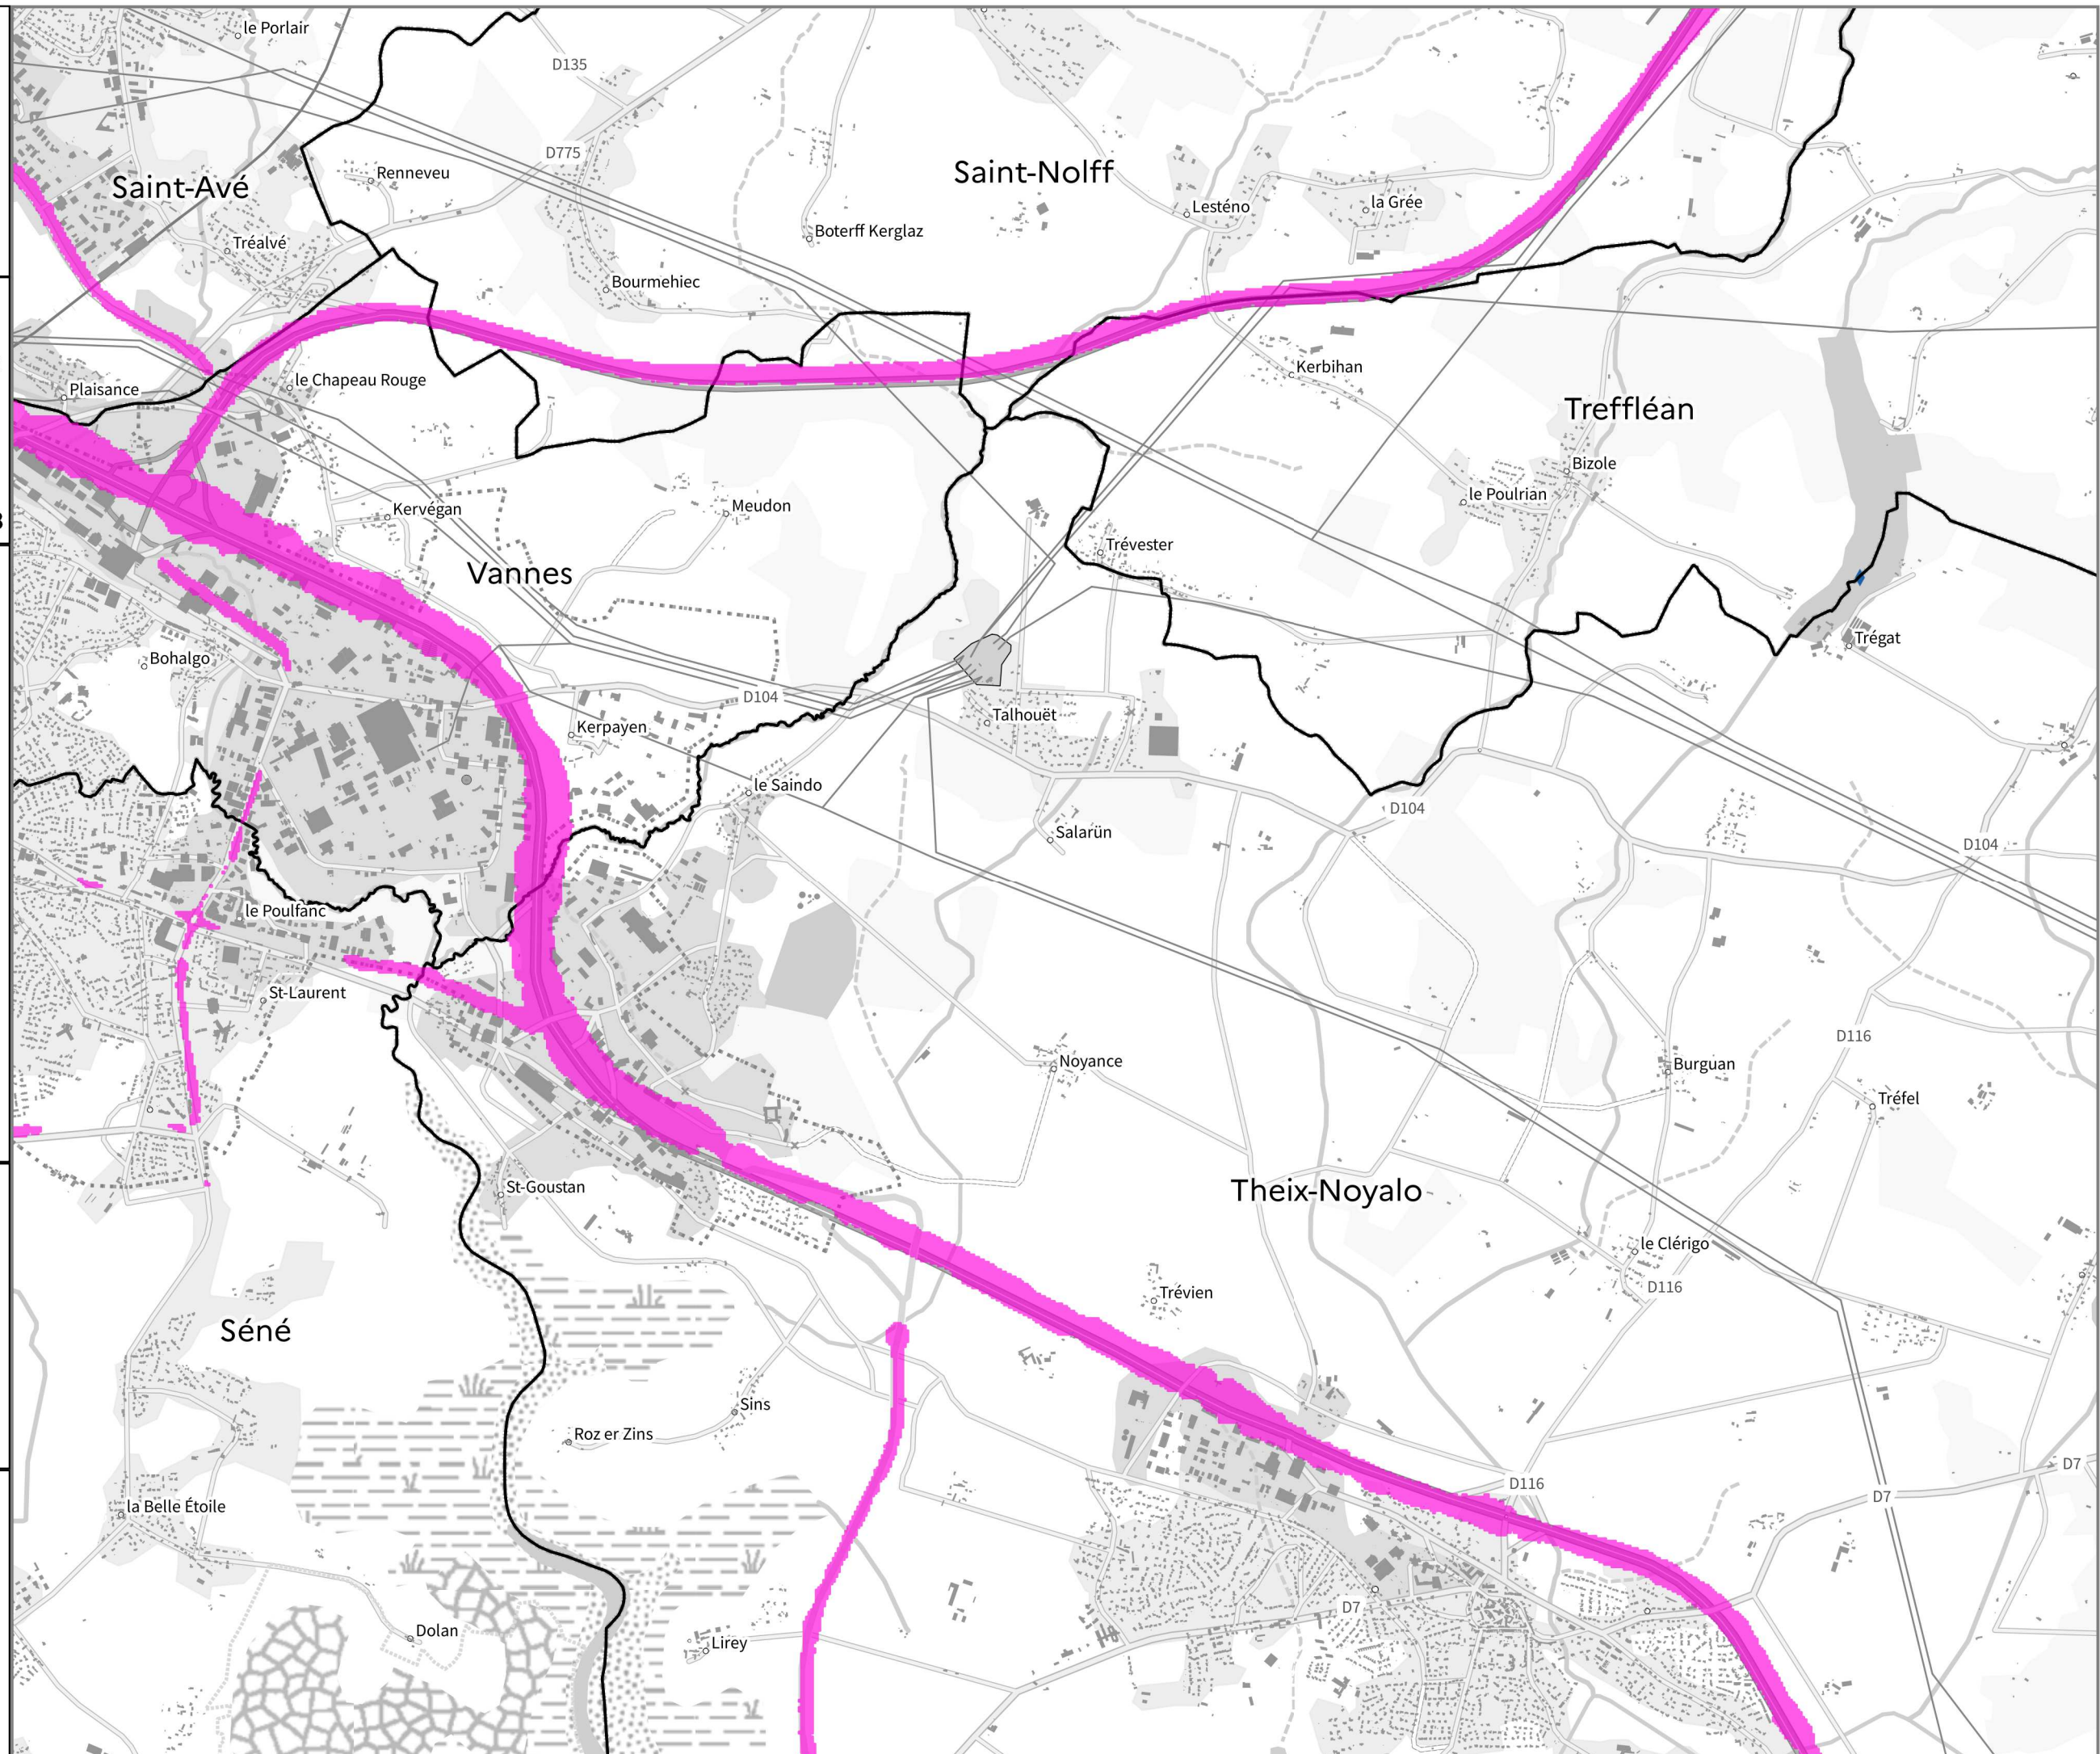 le Porlair
D135
D775
Saint-Nolff
Renneveu
Saint-Avé
la Grée
Lesténo
Boterff Kerglaz
Tréalvé
Bourmehiec
Kerbihan
le Chapeau Rouge
Plaisance
Treffléan
Bizole
le Poulrian
Meudon
Kervégan
Trévester
Vannes
Trégat
Bohalgo
D104
Talhouët
Kerpayen
le Saindo
D104
Salarün
D104
le Poulfanc
St-Laurent
D116
Noyance
Burguan
Tréfel
St-Goustan
Theix-Noyalo
le Clérigo
D116
Trévien
Séné
Sins
Roz er Zins
D7
D116
D7
la Belle Étoile
D7
Dolan
Lirey